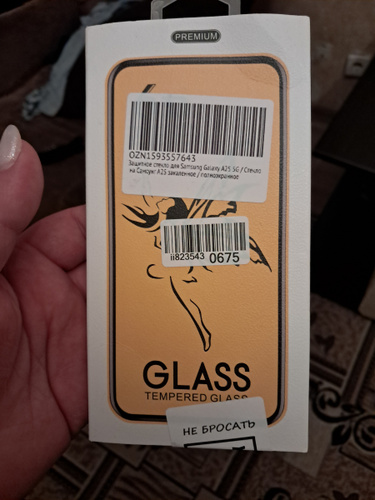 PREMIUM
OZN1593557643
Защитное стекло для Samsung Galaxy A25 5G / Стекло
на Самсунг А25 закаленное / полноэкранное
ii823543 0675
GLASS
TEMPERED GLASS
НЕ БРОСАТЬ